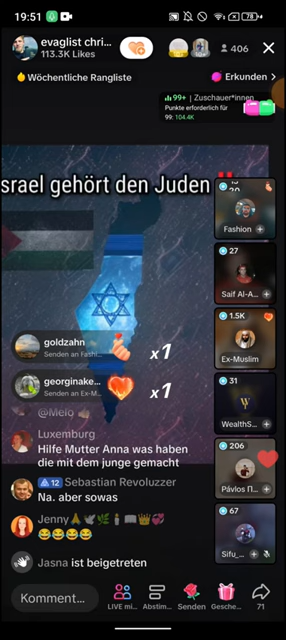 19:51
78
evaglist chri...
113.3K Likes
406
Wöchentliche Rangliste
Erkunden >
99+ | Zuschauer*innen
Punkte erforderlich für
99: 104.4K
srael gehört den Juden "
20
Fashion +
27
Saif Al-A... +
1.5K
Ex-Muslim +
31
WealthS... +
206
Pávlos Π... +
67
Sifu_...
goldzahn
Senden an Fashi...
x1
georginake...
Senden an Ex-M...
x1
@Melo
Luxemburg
Hilfe Mutter Anna was haben
die mit dem junge gemacht
12 Sebastian Revoluzzer
Na. aber sowas
Jenny
Jasna ist beigetreten
Komment...
LIVE mi...
Abstim...
Senden
Gesche...
71